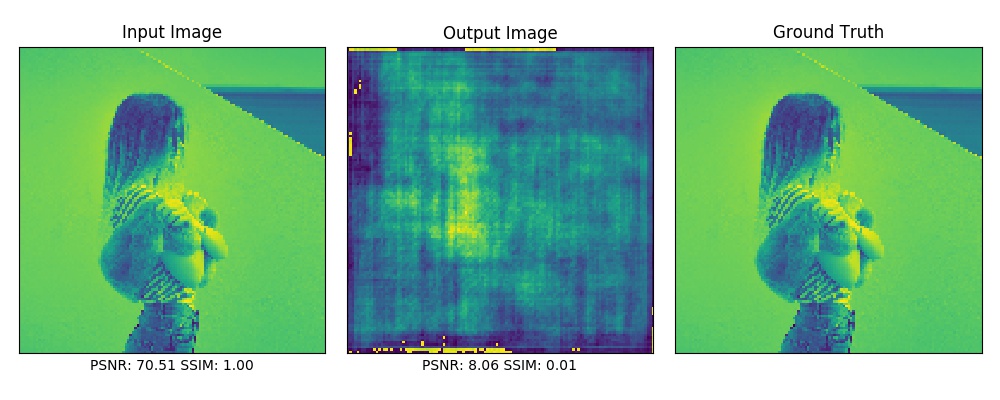 Input Image
Output Image
Ground Truth
PSNR: 70.51 SSIM: 1.00
PSNR: 8.06 SSIM: 0.01